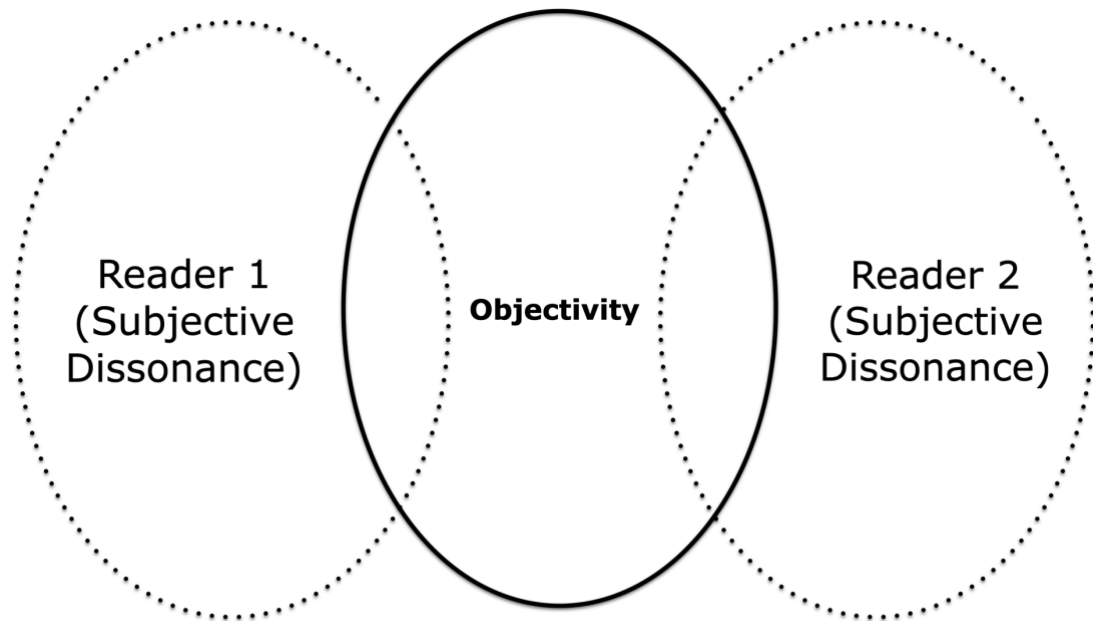 Reader 1
(Subjective
Dissonance)
Objectivity
Reader 2
(Subjective
Dissonance)